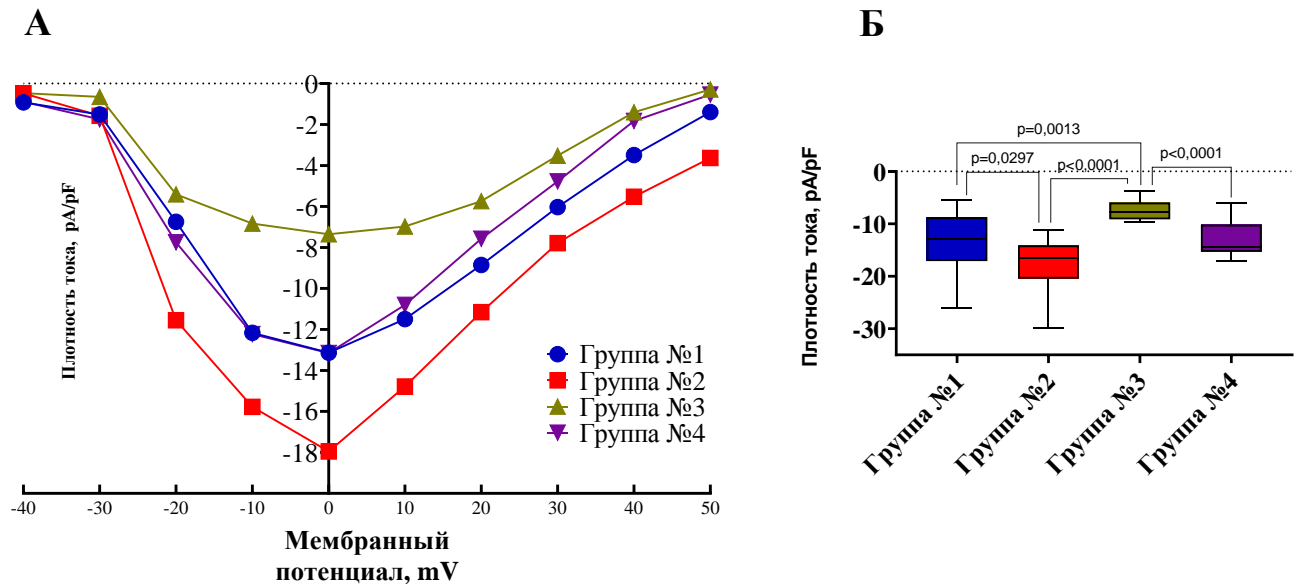 А
Плотность тока, pA/pF
-0
-2
-4
-6
-8
-10
-12
-14
-16
-18
-40
-30
-20
-10
0
10
20
30
40
50
Мембранный
потенциал, mV
Группа №1
Группа №2
Группа №3
Группа №4
Б
p=0,0013
p=0,0297
p<0,0001
p<0,0001
Плотность тока, pA/pF
0
-10
-20
-30
Группа №1
Группа №2
Группа №3
Группа №4